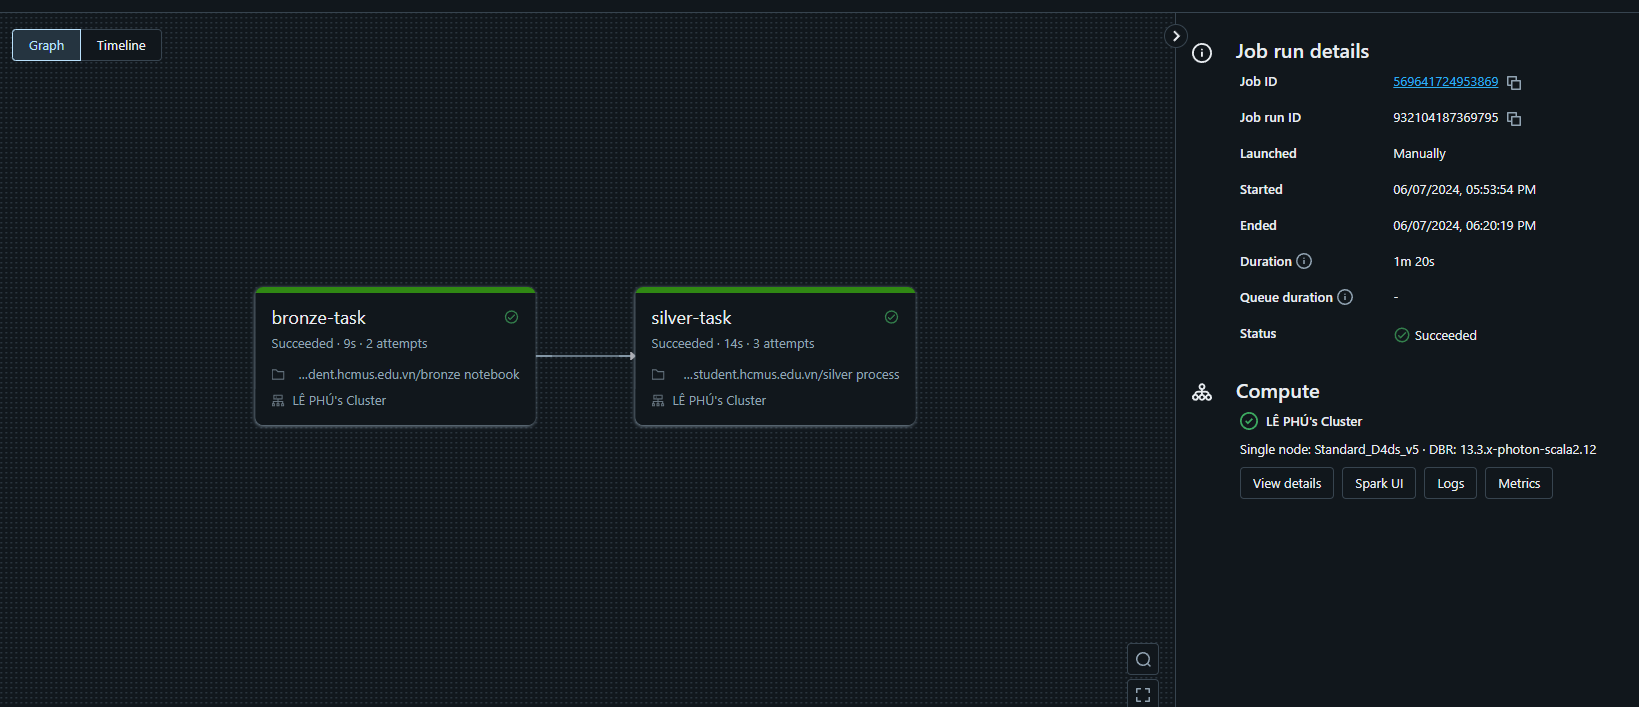 Graph
Timeline
bronze-task
Succeeded · 9s · 2 attempts
...dent.hcmus.edu.vn/bronze notebook
LÊ PHÚ's Cluster
silver-task
Succeeded · 14s · 3 attempts
...student.hcmus.edu.vn/silver process
LÊ PHÚ's Cluster
Job run details
Job ID 569641724953869
Job run ID 932104187369795
Launched Manually
Started 06/07/2024, 05:53:54 PM
Ended 06/07/2024, 06:20:19 PM
Duration 1m 20s
Queue duration -
Status Succeeded
Compute
LÊ PHÚ's Cluster
Single node: Standard_D4ds_v5 · DBR: 13.3.x-photon-scala2.12
View details Spark UI Logs Metrics